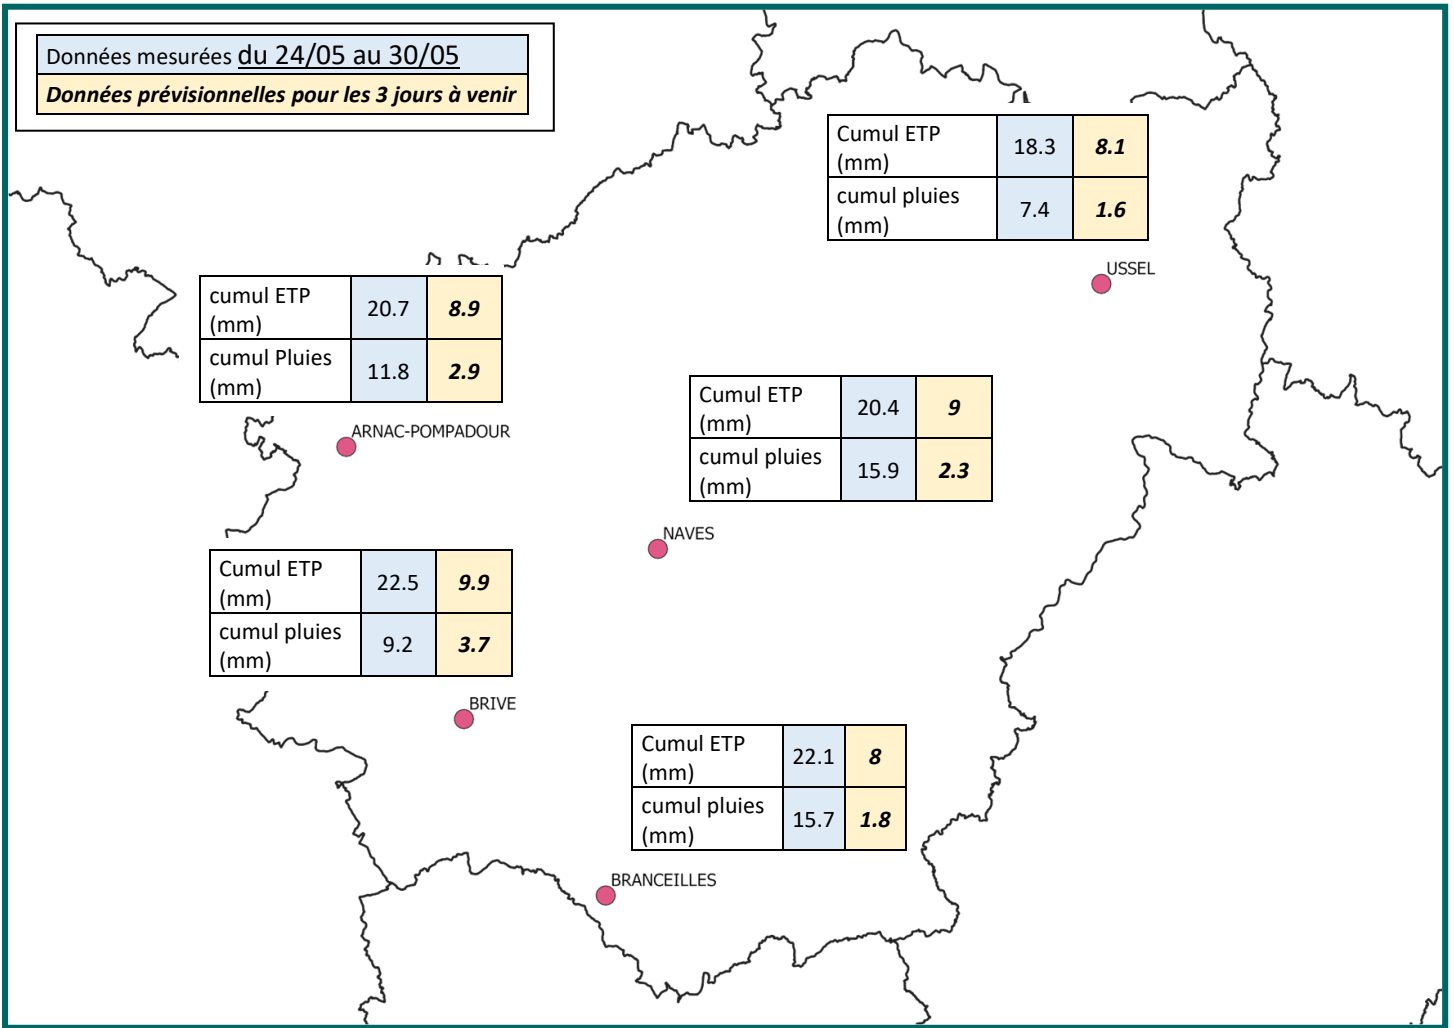 Données mesurées du 24/05 au 30/05
Données prévisionnelles pour les 3 jours à venir
Cumul ETP
(mm)
18.3
8.1
cumul pluies
(mm)
7.4
1.6
USSEL
cumul ETP
(mm)
20.7
8.9
cumul Pluies
(mm)
11.8
2.9
ARNAC-POMPADOUR
Cumul ETP
(mm)
20.4
9
cumul pluies
(mm)
15.9
2.3
NAVES
Cumul ETP
(mm)
22.5
9.9
cumul pluies
(mm)
9.2
3.7
BRIVE
Cumul ETP
(mm)
22.1
8
cumul pluies
(mm)
15.7
1.8
BRANCEILLES